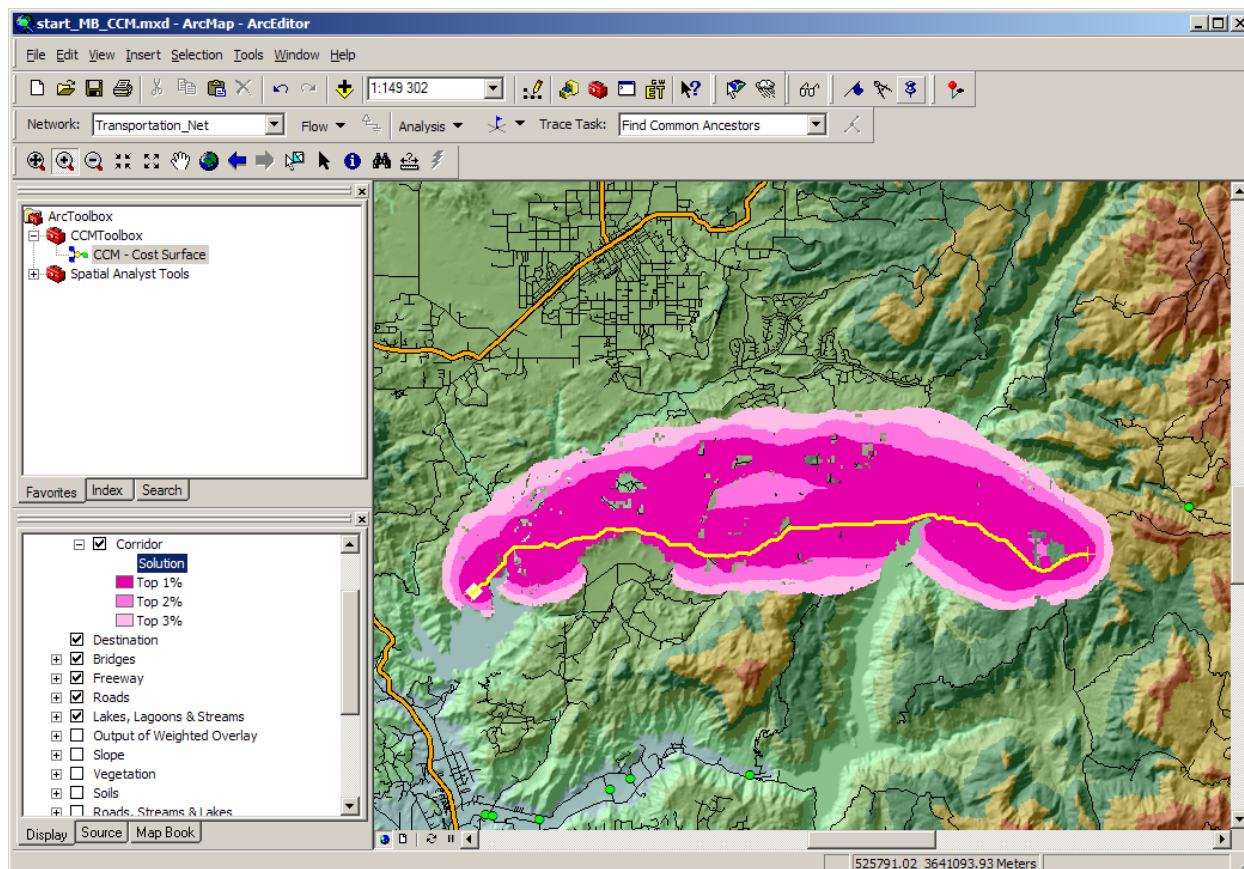 start_MB_CCM.mxd - ArcMap - ArcEditor
File Edit View Insert Selection Tools Window Help
1:149 302
Network: Transportation_Net Flow Analysis Trace Task: Find Common Ancestors
ArcToolbox
CCMToolbox
CCM - Cost Surface
Spatial Analyst Tools
Favorites Index Search
Corridor
Solution
Top 1%
Top 2%
Top 3%
Destination
Bridges
Freeway
Roads
Lakes, Lagoons & Streams
Output of Weighted Overlay
Slope
Vegetation
Soils
Roads, Streams & Lakes
Display Source Map Book
525791.02 3641093.93 Meters